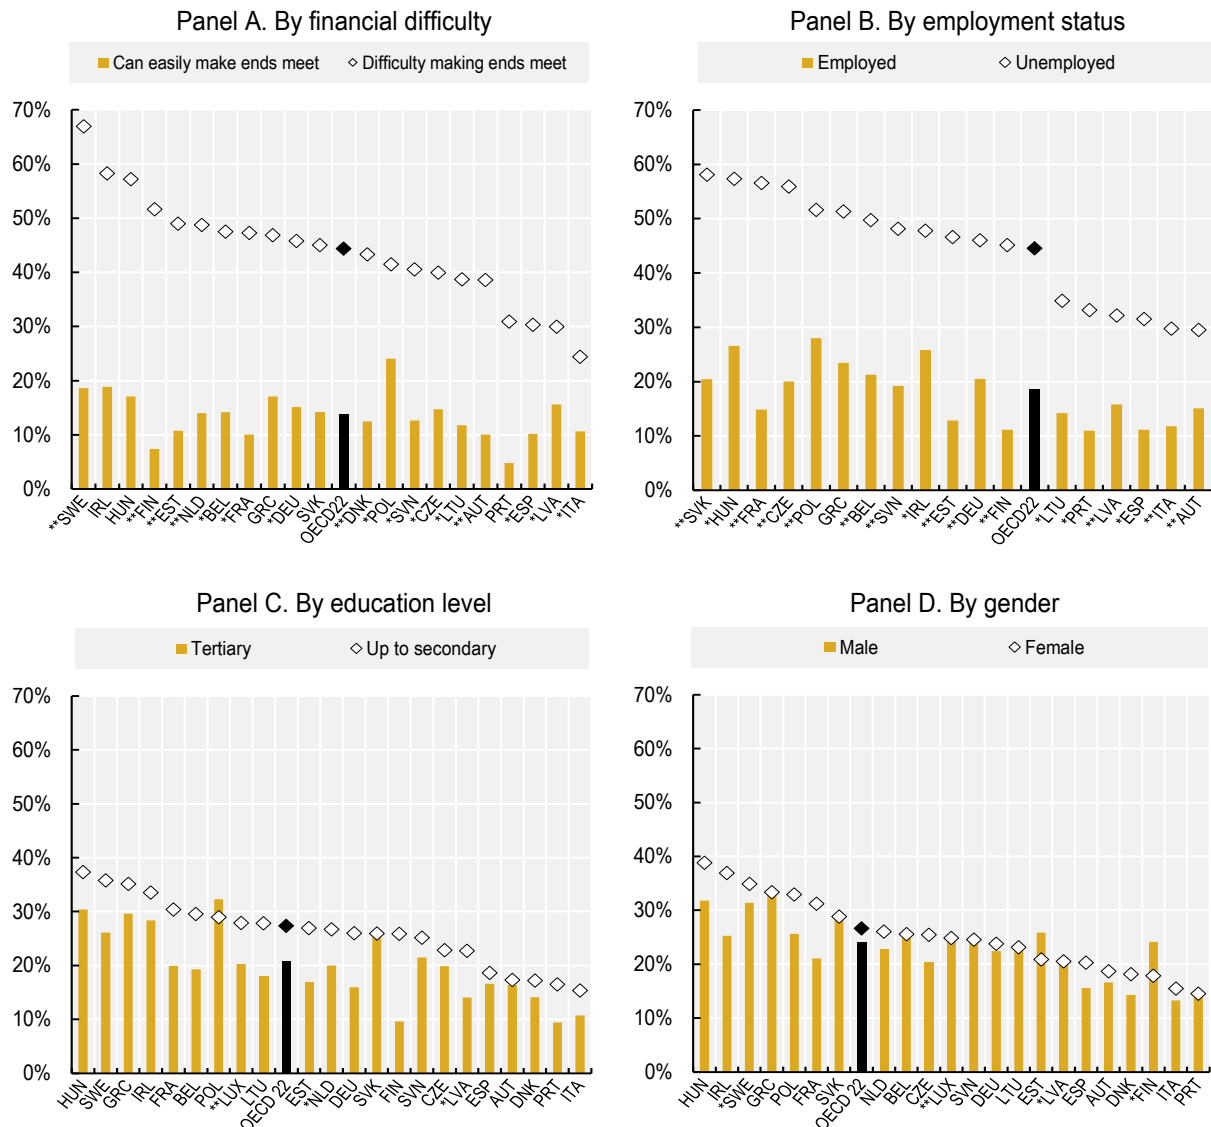 Panel A. By financial difficulty
Can easily make ends meet Difficulty making ends meet
70%
60%
50%
40%
30%
20%
10%
0%
**SWE IRL HUN **FIN **EST **NLD *BEL *FRA GRC *DEU SVK OECD22 **DNK *POL *SVN *CZE *LTU **AUT PRT *ESP *LVA *ITA
Panel B. By employment status
Employed Unemployed
70%
60%
50%
40%
30%
20%
10%
0%
**SVK *HUN **FRA **CZE **POL GRC **BEL **SVN *IRL **EST **DEU **FIN OECD22 *LTU *PRT **LVA *ESP **ITA **AUT
Panel C. By education level
Tertiary Up to secondary
70%
60%
50%
40%
30%
20%
10%
0%
HUN SWE GRC IRL FRA BEL POL **LUX LTU OECD 22 EST *NLD DEU SVK FIN SVN CZE *LVA ESP AUT DNK PRT ITA
Panel D. By gender
Male Female
70%
60%
50%
40%
30%
20%
10%
0%
HUN IRL *SWE GRC POL FRA SVK OECD 22 NLD BEL CZE **LUX SVN DEU LTU EST *LVA ESP AUT DNK *FIN ITA PRT